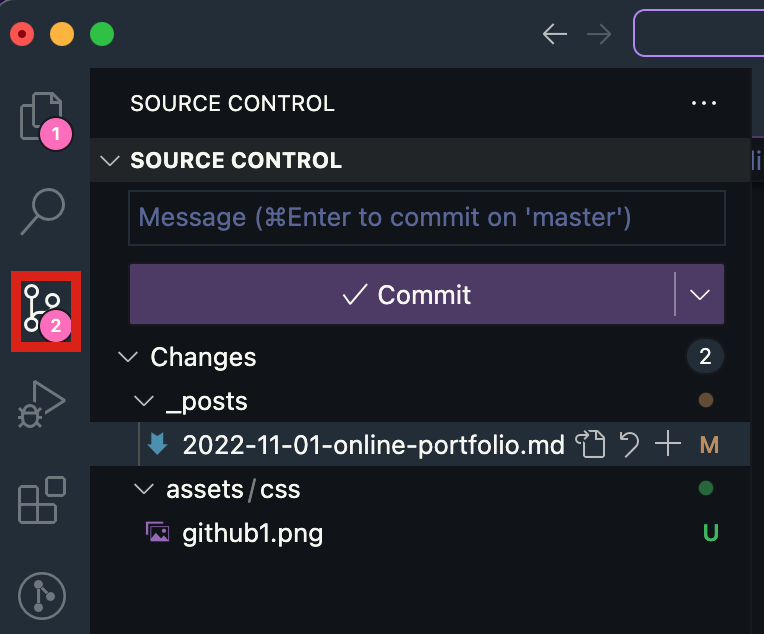 SOURCE CONTROL
SOURCE CONTROL
Message (⌘Enter to commit on 'master')
Commit
Changes 2
_posts
2022-11-01-online-portfolio.md M
assets/css
github1.png U
1
2
li